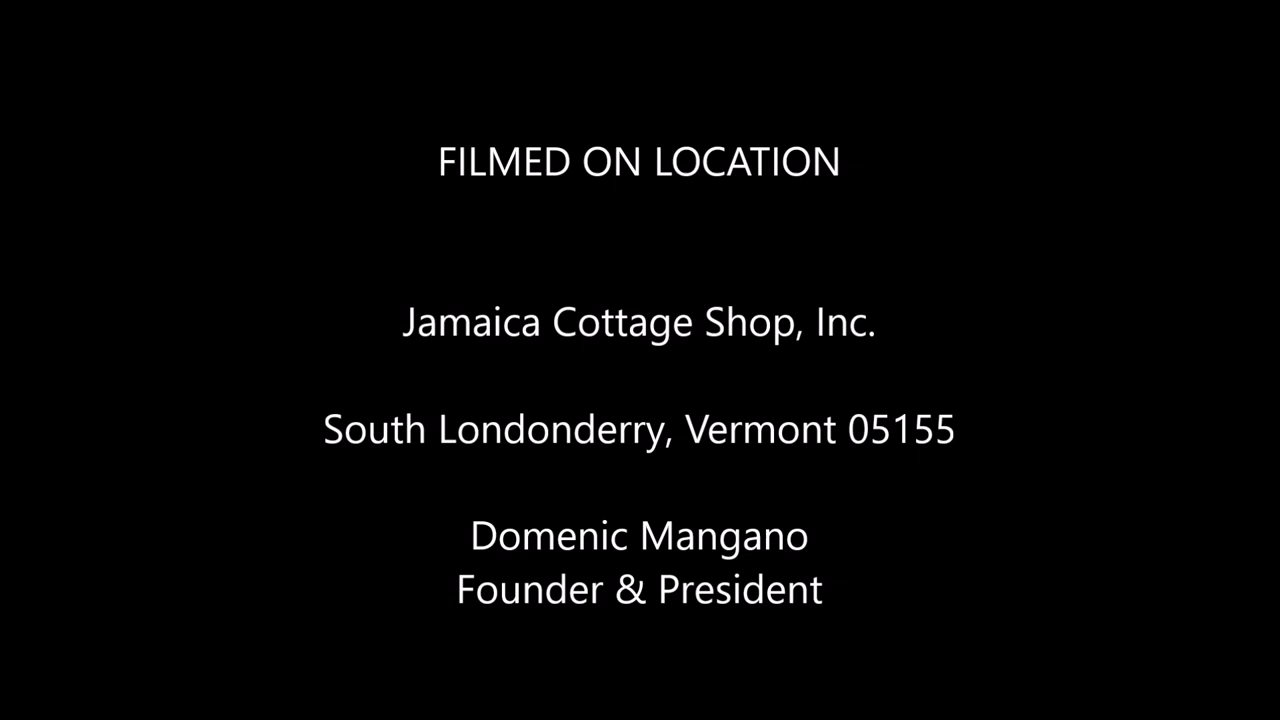 FILMED ON LOCATION
Jamaica Cottage Shop, Inc.
South Londonderry, Vermont 05155
Domenic Mangano
Founder & President